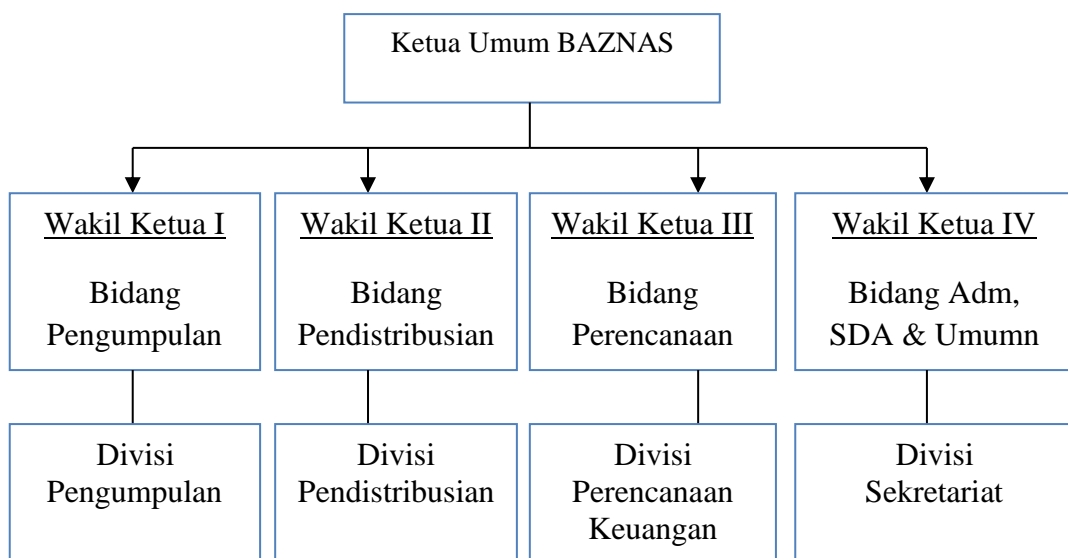 Ketua Umum BAZNAS
Wakil Ketua I
Bidang
Pengumpulan
Wakil Ketua II
Bidang
Pendistribusian
Wakil Ketua III
Bidang
Perencanaan
Wakil Ketua IV
Bidang Adm,
SDA & Umumn
Divisi
Pengumpulan
Divisi
Pendistribusian
Divisi
Perencanaan
Keuangan
Divisi
Sekretariat